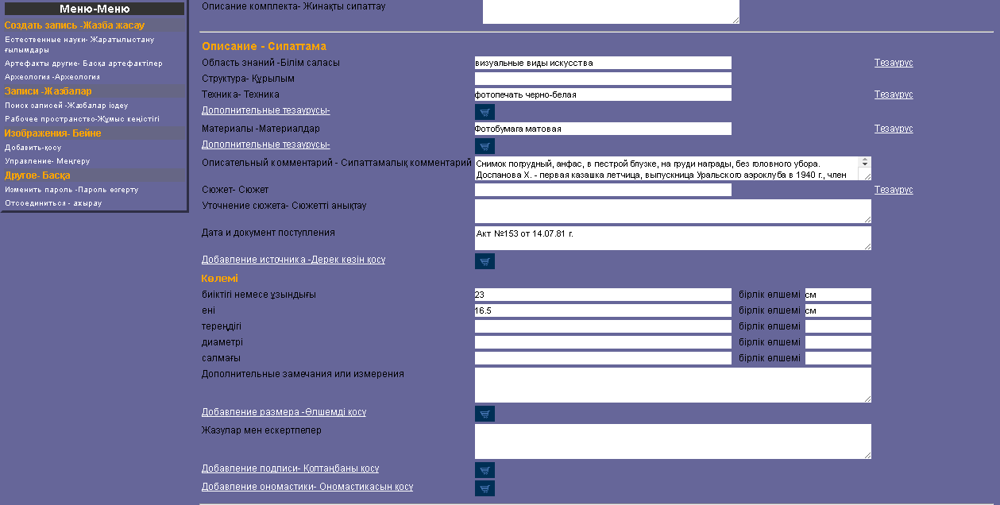 Меню-Меню
Создать запись -Жазба жасау
Естественные науки- Жаратылыстану
ғылымдары
Артефакты другие- Басқа артефактілер
Археология -Археология
Записи -Жазбалар
Поиск записей -Жазбалар іздеу
Рабочее пространство-Жұмыс кеңістігі
Изображения- Бейне
Добавить-қосу
Управление- Меңгеру
Другое- Басқа
Изменить пароль -Пароль өзгерту
Отсоединиться - ажырау
Описание комплекта- Жинақты сипаттау
Описание - Сипаттама
Область знаний -Білім саласы визуальные виды искусства Тезаурус
Структура- Құрылым
Техника- Техника фотопечать черно-белая Тезаурус
Дополнительные тезаурусы-
Материалы -Материалдар Фотобумага матовая Тезаурус
Дополнительные тезаурусы-
Описательный комментарий - Сипаттамалық комментарий Снимок погрудный, анфас, в пестрой блузке, на груди награды, без головного убора.
Доспанова Х. - первая казашка летчица, выпускница Уральского аэроклуба в 1940 г., член
Сюжет- Сюжет Тезаурус
Уточнение сюжета- Сюжетті анықтау
Дата и документ поступления Акт №153 от 14.07.81 г.
Добавление источника -Дерек көзін қосу
Көлемі
биіктігі немесе ұзындығы 23 бірлік өлшемі см
ені 16.5 бірлік өлшемі см
тереңдігі бірлік өлшемі
диаметрі бірлік өлшемі
салмағы бірлік өлшемі
Дополнительные замечания или измерения
Добавление размера -Өлшемді қосу
Жазулар мен ескертпелер
Добавление подписи- Қолтаңбаны қосу
Добавление ономастики- Ономастикасын қосу